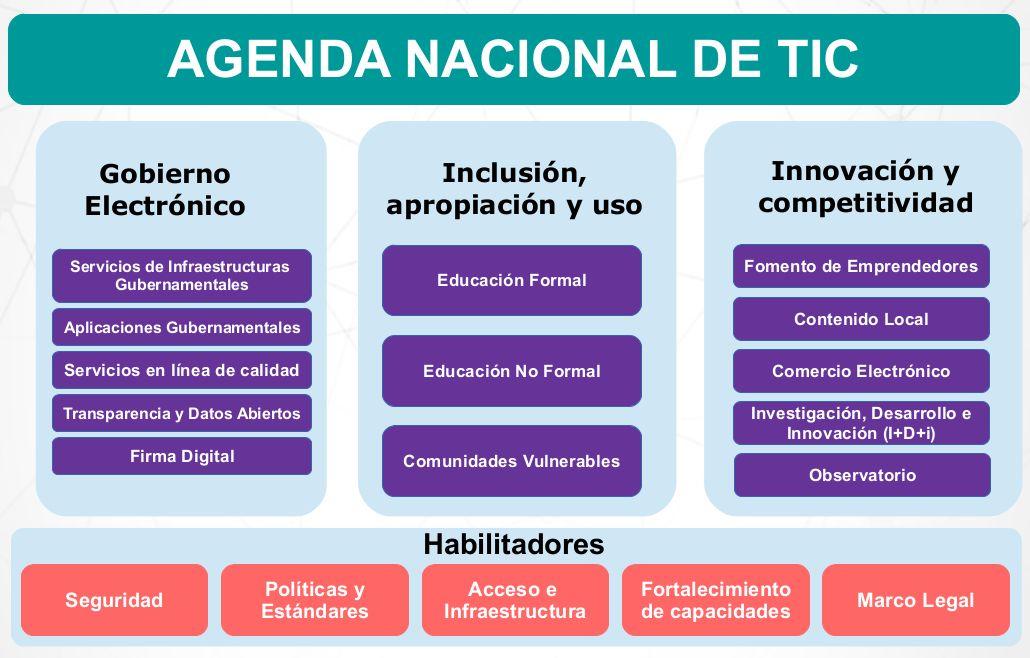 AGENDA NACIONAL DE TIC
Gobierno
Electrónico
Servicios de Infraestructuras
Gubernamentales
Aplicaciones Gubernamentales
Servicios en línea de calidad
Transparencia y Datos Abiertos
Firma Digital
Inclusión,
apropiación y uso
Educación Formal
Educación No Formal
Comunidades Vulnerables
Innovación y
competitividad
Fomento de Emprendedores
Contenido Local
Comercio Electrónico
Investigación, Desarrollo e
Innovación (I+D+i)
Observatorio
Habilitadores
Seguridad
Políticas y
Estándares
Acceso e
Infraestructura
Fortalecimiento
de capacidades
Marco Legal